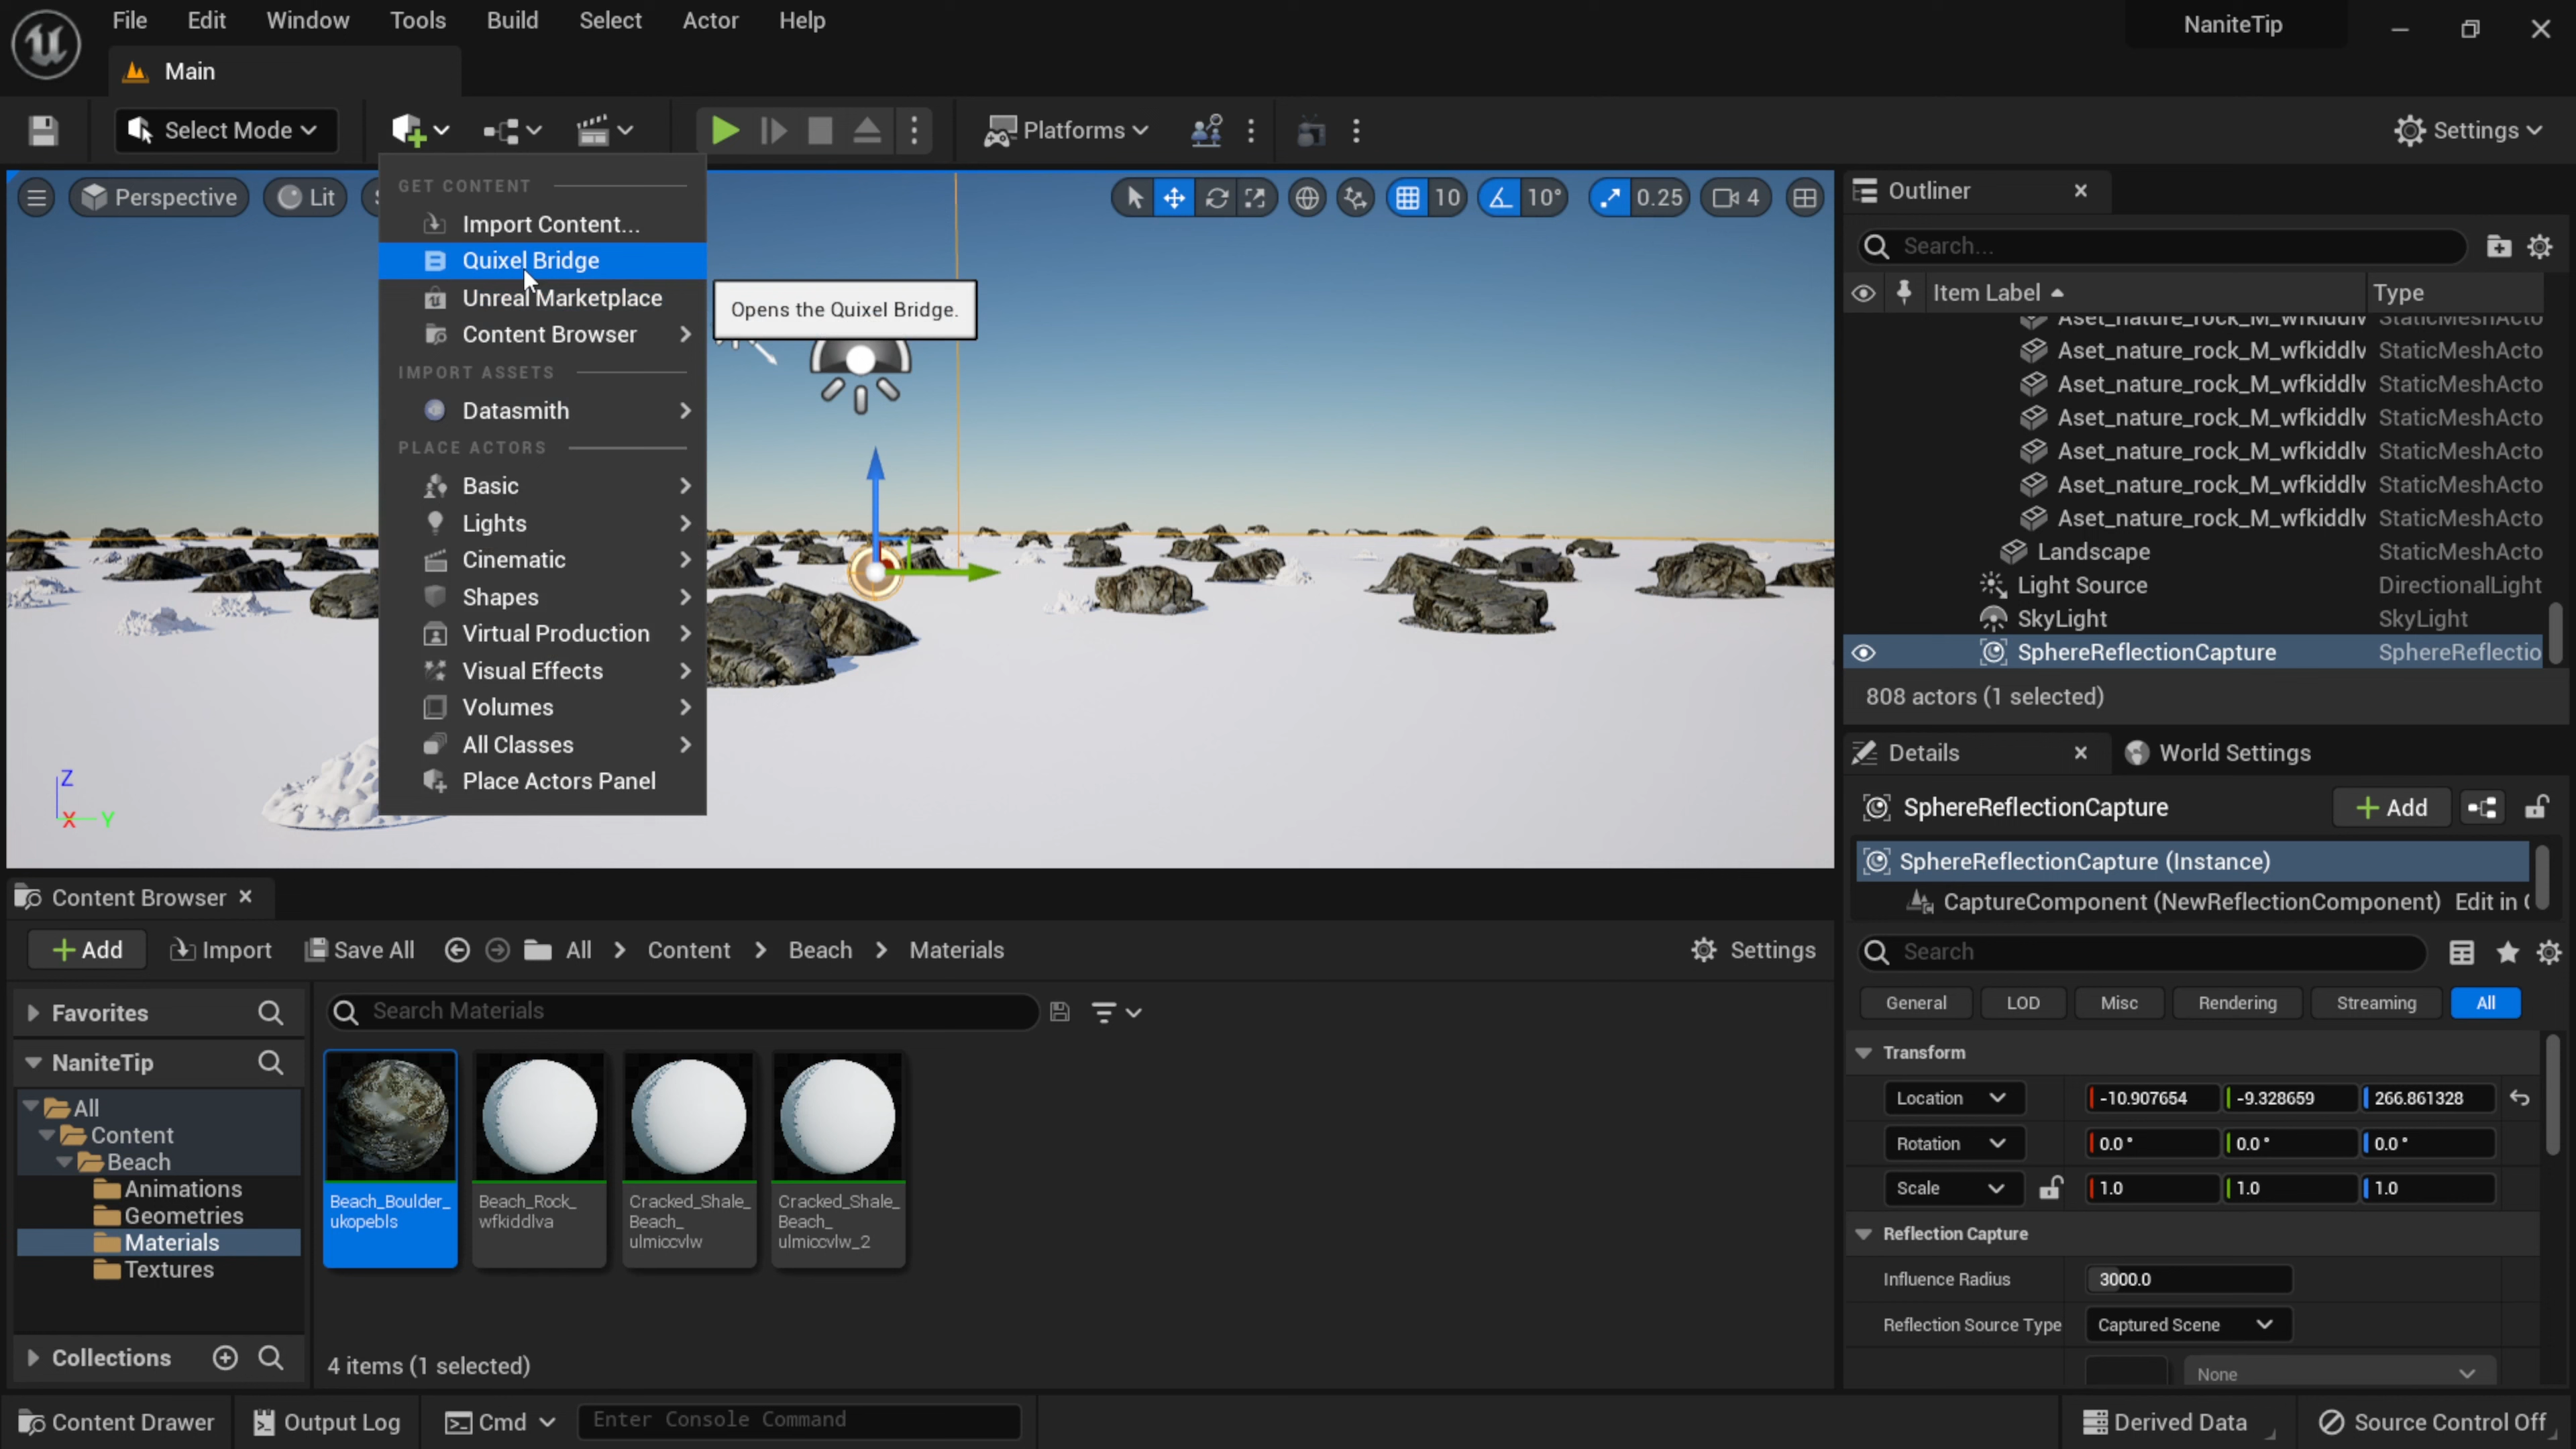 File Edit Window Tools Build Select Actor Help
NaniteTip
Main
Select Mode
Platforms
Settings
Perspective
Lit
10
10°
0.25
4
GET CONTENT
Import Content...
Quixel Bridge
Unreal Marketplace
Content Browser
IMPORT ASSETS
Datasmith
PLACE ACTORS
Basic
Lights
Cinematic
Shapes
Virtual Production
Visual Effects
Volumes
All Classes
Place Actors Panel
Opens the Quixel Bridge.
Z
X Y
Outliner
Search...
Item Label Type
Aset_nature_rock_M_wfkiddlv StaticMeshActo
Aset_nature_rock_M_wfkiddlv StaticMeshActo
Aset_nature_rock_M_wfkiddlv StaticMeshActo
Aset_nature_rock_M_wfkiddlv StaticMeshActo
Aset_nature_rock_M_wfkiddlv StaticMeshActo
Aset_nature_rock_M_wfkiddlv StaticMeshActo
Aset_nature_rock_M_wfkiddlv StaticMeshActo
Landscape StaticMeshActo
Light Source DirectionalLight
SkyLight SkyLight
SphereReflectionCapture SphereReflectio
808 actors (1 selected)
Details
World Settings
SphereReflectionCapture
Add
SphereReflectionCapture (Instance)
CaptureComponent (NewReflectionComponent) Edit in C
Search
General LOD Misc Rendering Streaming All
Transform
Location -10.907654 -9.328659 266.861328
Rotation 0.0° 0.0° 0.0°
Scale 1.0 1.0 1.0
Reflection Capture
Influence Radius 3000.0
Reflection Source Type Captured Scene
None
Content Browser
Add Import Save All All > Content > Beach > Materials
Settings
Favorites
Search Materials
NaniteTip
All
Content
Beach
Animations
Geometries
Materials
Textures
Collections
Beach_Boulder_
ukopebls
Beach_Rock_
wfkiddlva
Cracked_Shale_
Beach_
ulmiccvlw
Cracked_Shale_
Beach_
ulmiccvlw_2
4 items (1 selected)
Content Drawer Output Log Cmd Enter Console Command
Derived Data Source Control Off